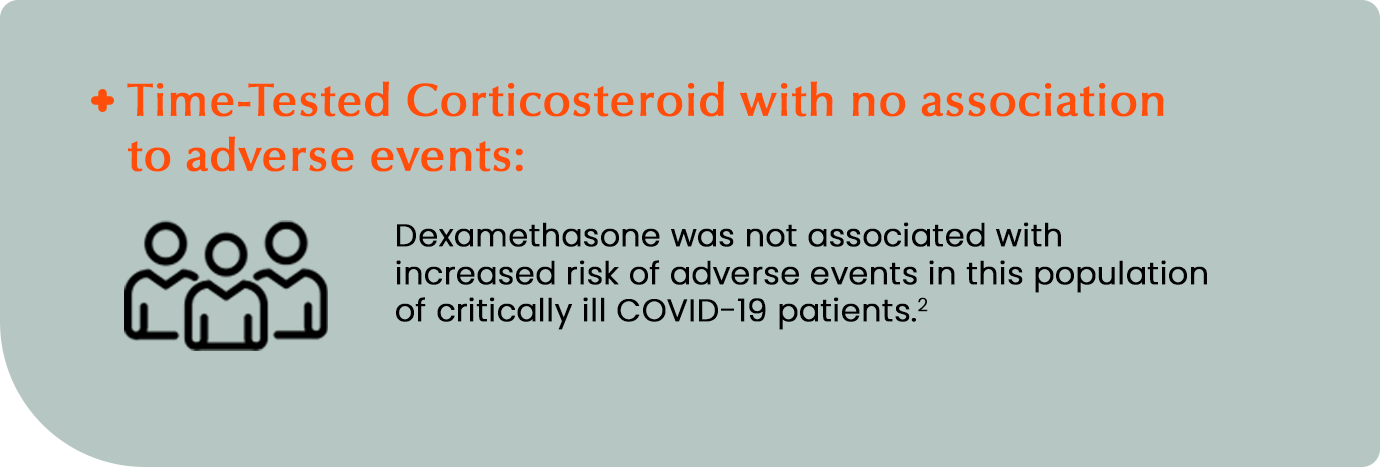 + Time-Tested Corticosteroid with no association
to adverse events:
Dexamethasone was not associated with
increased risk of adverse events in this population
of critically ill COVID-19 patients.²